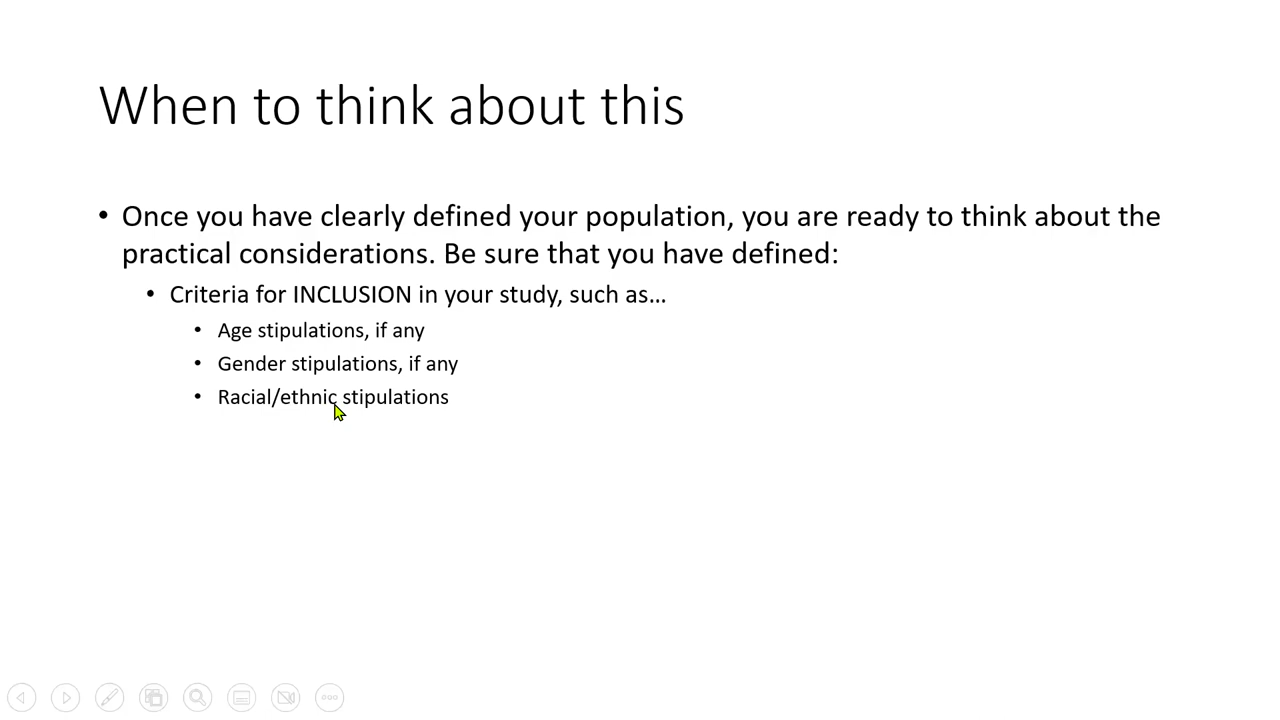 When to think about this
• Once you have clearly defined your population, you are ready to think about the
practical considerations. Be sure that you have defined:
• Criteria for INCLUSION in your study, such as…
• Age stipulations, if any
• Gender stipulations, if any
• Racial/ethnic stipulations